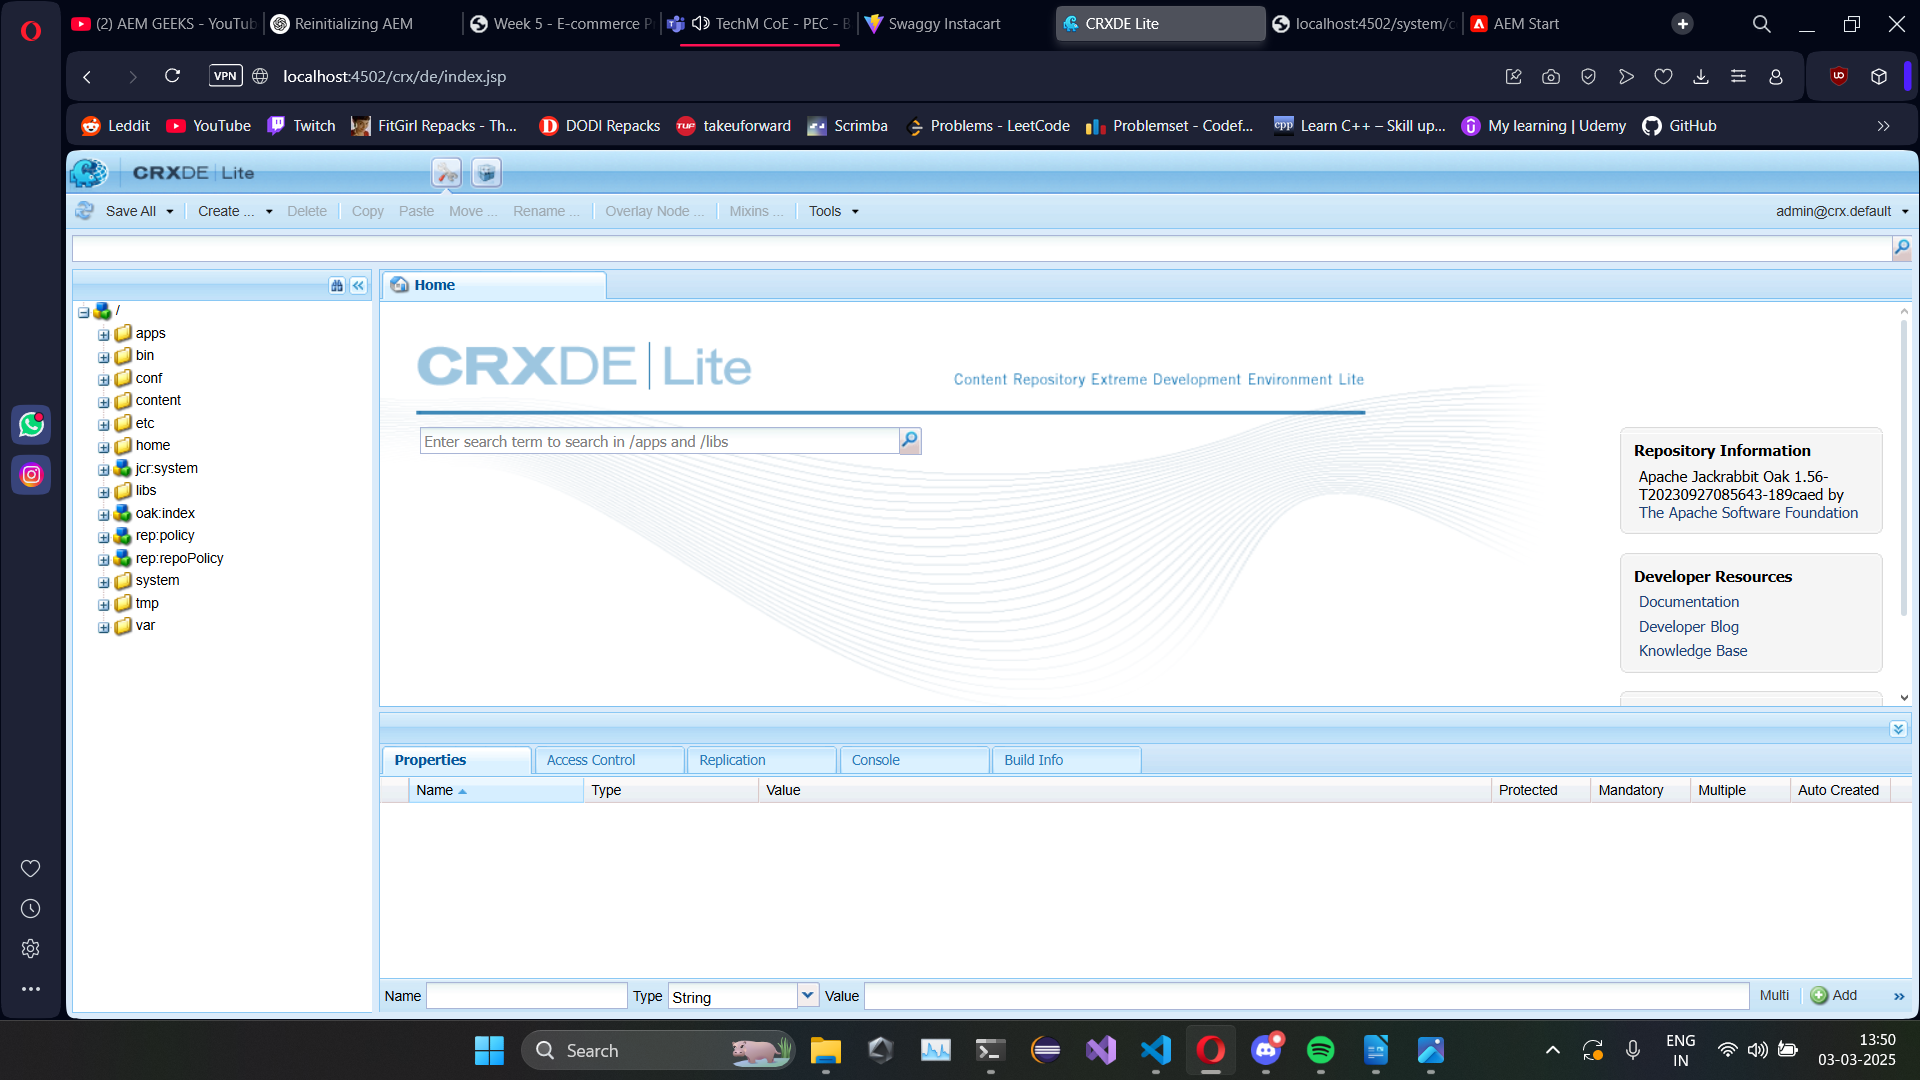 (2) AEM GEEKS - YouTub
Reinitializing AEM
Week 5 - E-commerce P
TechM CoE - PEC - B
Swaggy Instacart
CRXDE Lite
localhost:4502/system/c
AEM Start
VPN
localhost:4502/crx/de/index.jsp
Leddit
YouTube
Twitch
FitGirl Repacks - Th...
DODI Repacks
takeuforward
Scrimba
Problems - LeetCode
Problemset - Codef...
Learn C++ – Skill up...
My learning | Udemy
GitHub
CRXDE | Lite
Save All
Create ...
Delete
Copy
Paste
Move ...
Rename ...
Overlay Node ...
Mixins ...
Tools
admin@crx.default
Home
/
apps
bin
conf
content
etc
home
jcr:system
libs
oak:index
rep:policy
rep:repoPolicy
system
tmp
var
CRXDE | Lite
Content Repository Extreme Development Environment Lite
Enter search term to search in /apps and /libs
Repository Information
Apache Jackrabbit Oak 1.56-
T20230927085643-189caed by
The Apache Software Foundation
Developer Resources
Documentation
Developer Blog
Knowledge Base
Properties
Access Control
Replication
Console
Build Info
Name
Type
Value
Protected
Mandatory
Multiple
Auto Created
Name
Type
String
Value
Multi
Add
Search
ENG
IN
13:50
03-03-2025